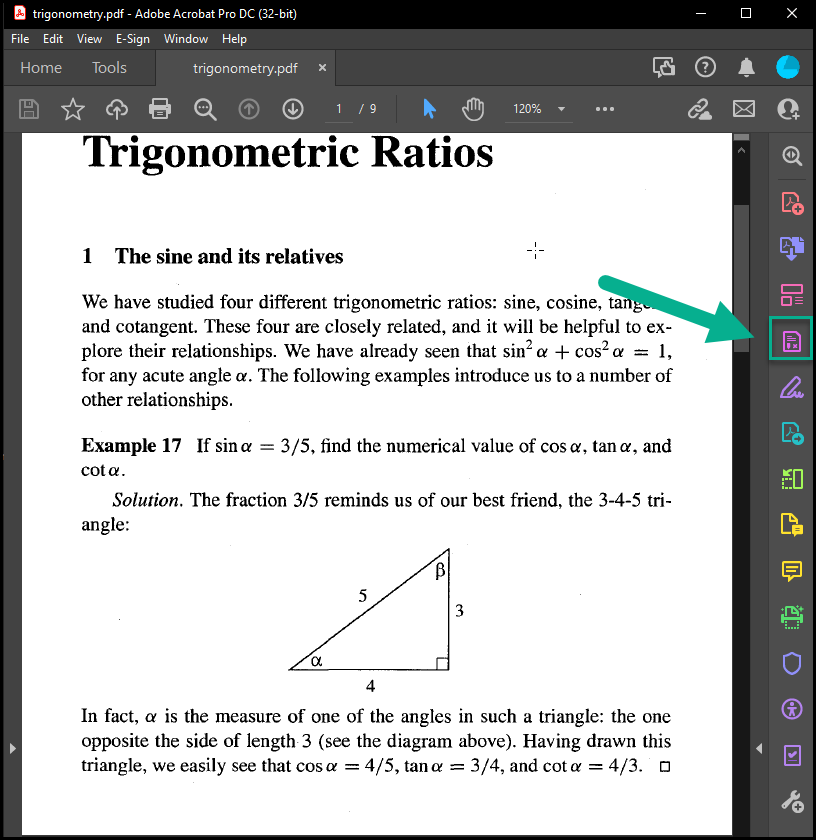 trigonometry.pdf - Adobe Acrobat Pro DC (32-bit)
File Edit View E-Sign Window Help
Home Tools trigonometry.pdf ×
1 / 9 120%
Trigonometric Ratios
1 The sine and its relatives
We have studied four different trigonometric ratios: sine, cosine,
and cotangent. These four are closely related, and it will be helpful to ex-
plore their relationships. We have already seen that sin² α + cos² α = 1,
for any acute angle α. The following examples introduce us to a number of
other relationships.
Example 17 If sin α = 3/5, find the numerical value of cos α, tan α, and
cot α.
Solution. The fraction 3/5 reminds us of our best friend, the 3-4-5 tri-
angle:
β
5
3
α
4
In fact, α is the measure of one of the angles in such a triangle: the one
opposite the side of length 3 (see the diagram above). Having drawn this
triangle, we easily see that cos α = 4/5, tan α = 3/4, and cot α = 4/3. □